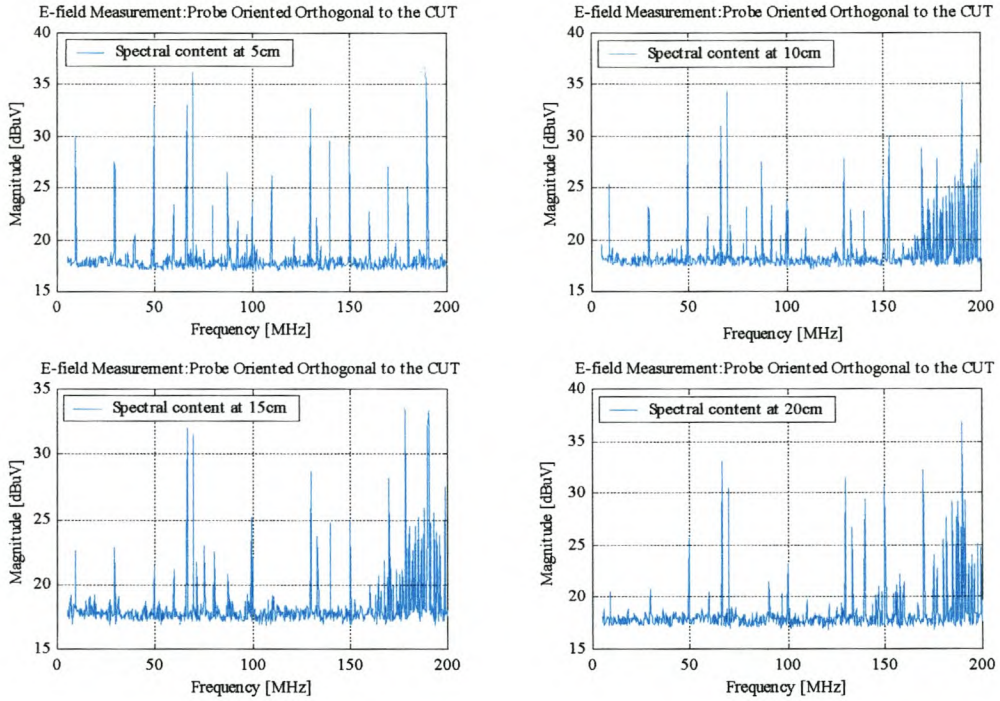 E-field Measurement:Probe Oriented Orthogonal to the CUT
40
35
30
25
20
15
Magnitude [dBuV]
Spectral content at 5cm
0 50 100 150 200
Frequency [MHz]
E-field Measurement:Probe Oriented Orthogonal to the CUT
40
35
30
25
20
15
Magnitude [dBuV]
Spectral content at 10cm
0 50 100 150 200
Frequency [MHz]
E-field Measurement:Probe Oriented Orthogonal to the CUT
35
30
25
20
15
Magnitude [dBuV]
Spectral content at 15cm
0 50 100 150 200
Frequency [MHz]
E-field Measurement:Probe Oriented Orthogonal to the CUT
40
35
30
25
20
15
Magnitude [dBuV]
Spectral content at 20cm
0 50 100 150 200
Frequency [MHz]